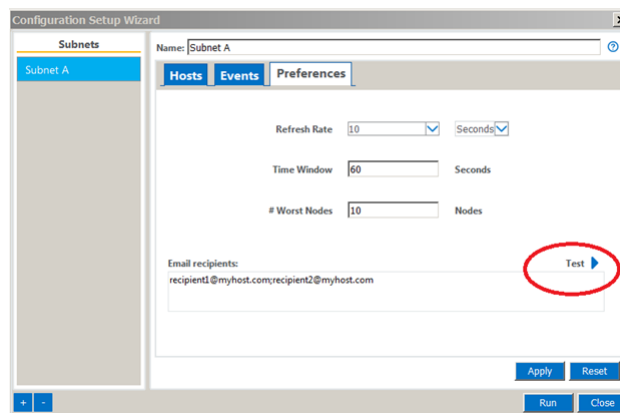 Configuration Setup Wizard
Subnets
Subnet A
Name: Subnet A
Hosts Events Preferences
Refresh Rate 10 Seconds
Time Window 60 Seconds
# Worst Nodes 10 Nodes
Email recipients: Test
recipient1@myhost.com;recipient2@myhost.com
Apply Reset
+ - Run Close